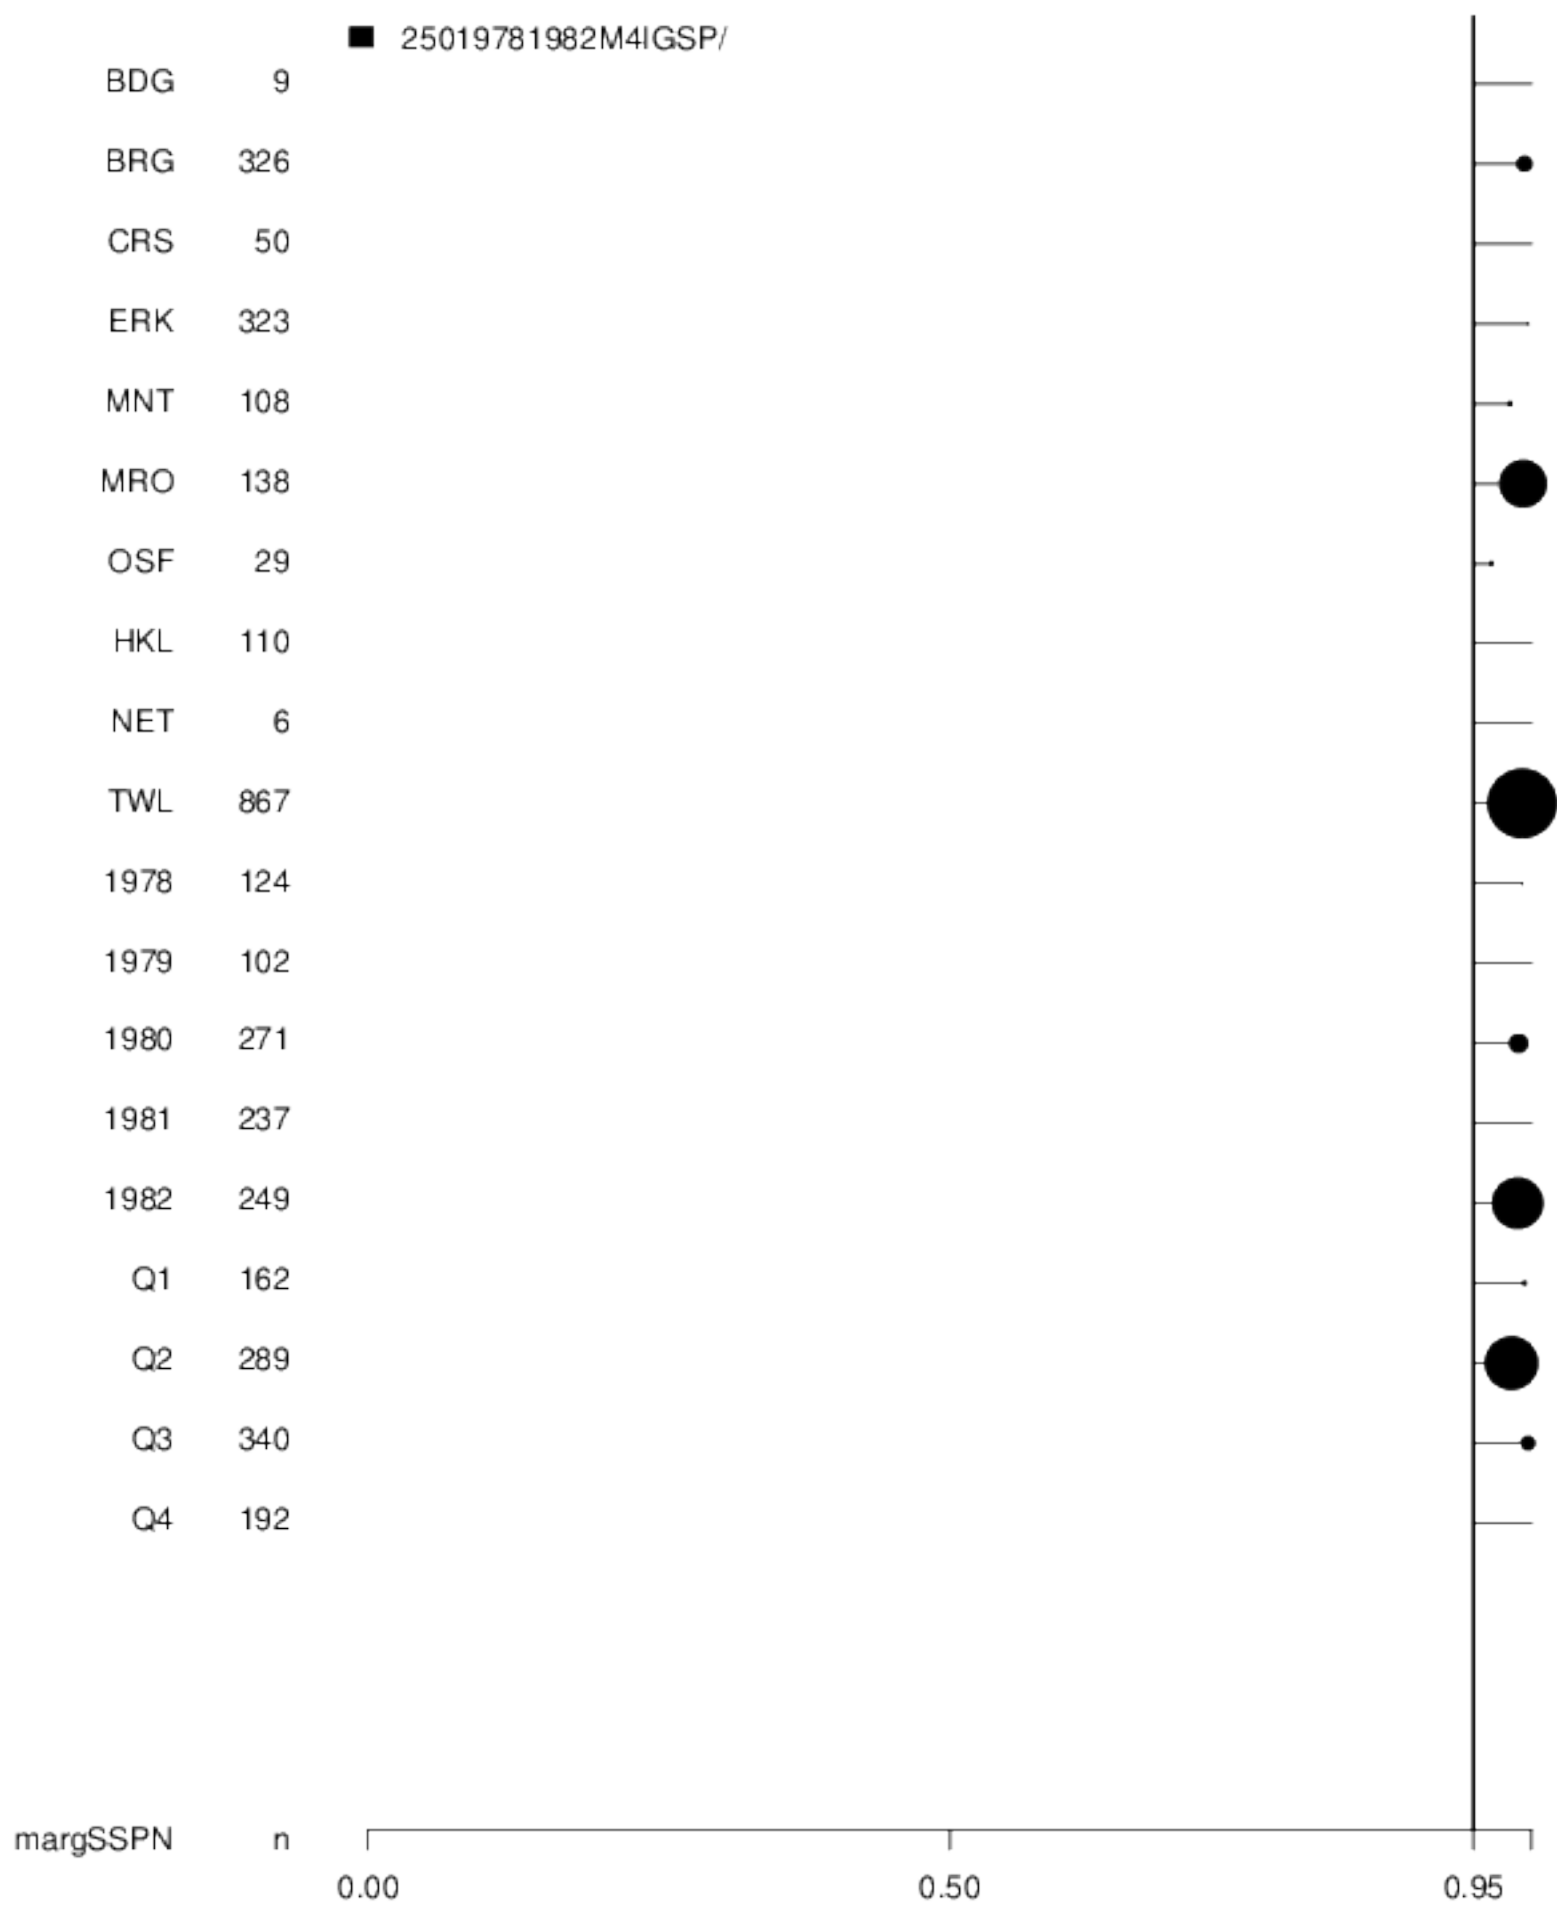 25019781982M4IGSP/
BDG 9
BRG 326
CRS 50
ERK 323
MNT 108
MRO 138
OSF 29
HKL 110
NET 6
TWL 867
1978 124
1979 102
1980 271
1981 237
1982 249
Q1 162
Q2 289
Q3 340
Q4 192
margSSPN n
0.00 0.50 0.95